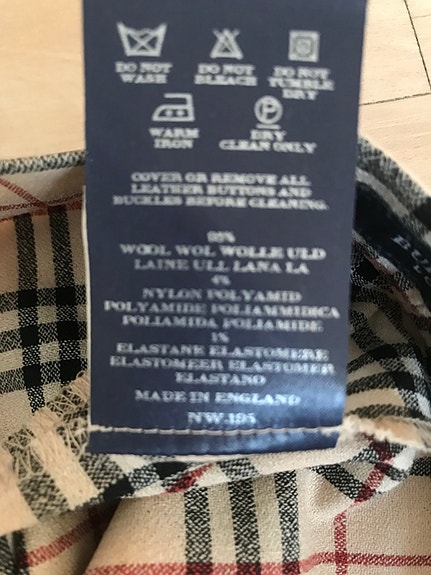 DO NOT WASH
DO NOT BLEACH
DO NOT TUMBLE DRY
WARM IRON
P
DRY CLEAN ONLY
COVER OR REMOVE ALL
LEATHER BUTTONS AND
BUCKLES BEFORE CLEANING.
WOOL WOL WOLLE ULD
LAINE ULL LANA LA
4%
NYLON POLYAMID
POLYAMIDE POLIAMMIDICA
POLIAMIDA POLIAMIDE
1%
ELASTANE ELASTOMERE
ELASTOMEER ELASTOMER
ELASTANO
MADE IN ENGLAND
NW.195